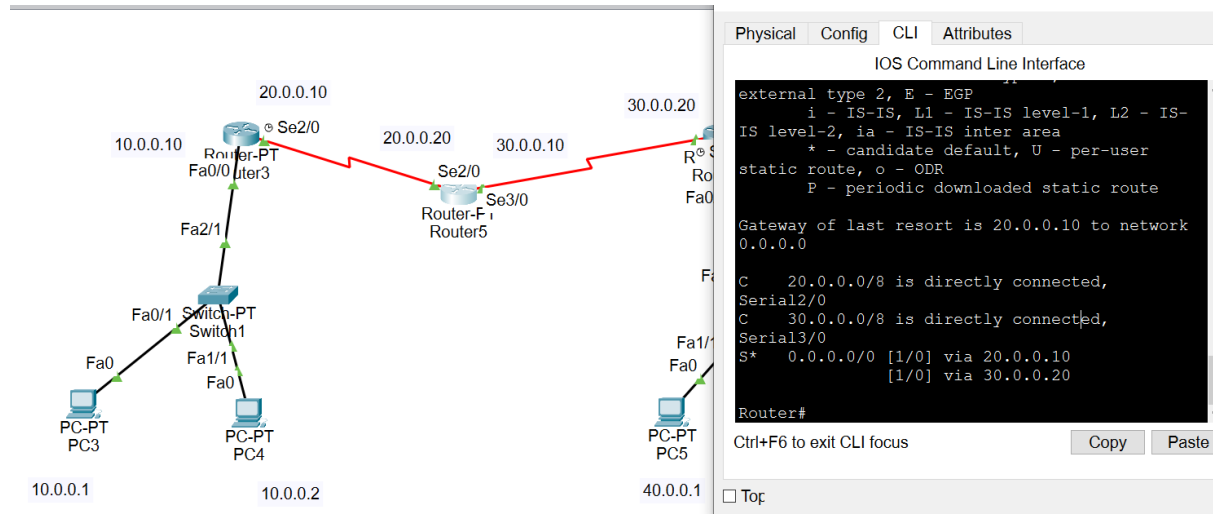 20.0.0.10
Se2/0
10.0.0.10
Router-PT
Fa0/0
Fa2/1
20.0.0.20
30.0.0.10
Se2/0
Se3/0
Router5
30.0.0.20
Fa0/1
Switch-PT
Switch1
Fa0
Fa1/1
Fa0
PC-PT
PC3
PC-PT
PC4
10.0.0.1
10.0.0.2
Fa0
PC-PT
PC5
40.0.0.1
Physical Config CLI Attributes
IOS Command Line Interface
external type 2, E - EGP
i - IS-IS, L1 - IS-IS level-1, L2 - IS-
IS level-2, ia - IS-IS inter area
* - candidate default, U - per-user
static route, o - ODR
P - periodic downloaded static route
Gateway of last resort is 20.0.0.10 to network
0.0.0.0
C 20.0.0.0/8 is directly connected,
Serial2/0
C 30.0.0.0/8 is directly connected,
Serial3/0
S* 0.0.0.0/0 [1/0] via 20.0.0.10
[1/0] via 30.0.0.20
Router#
Ctrl+F6 to exit CLI focus
Copy
Paste
Top